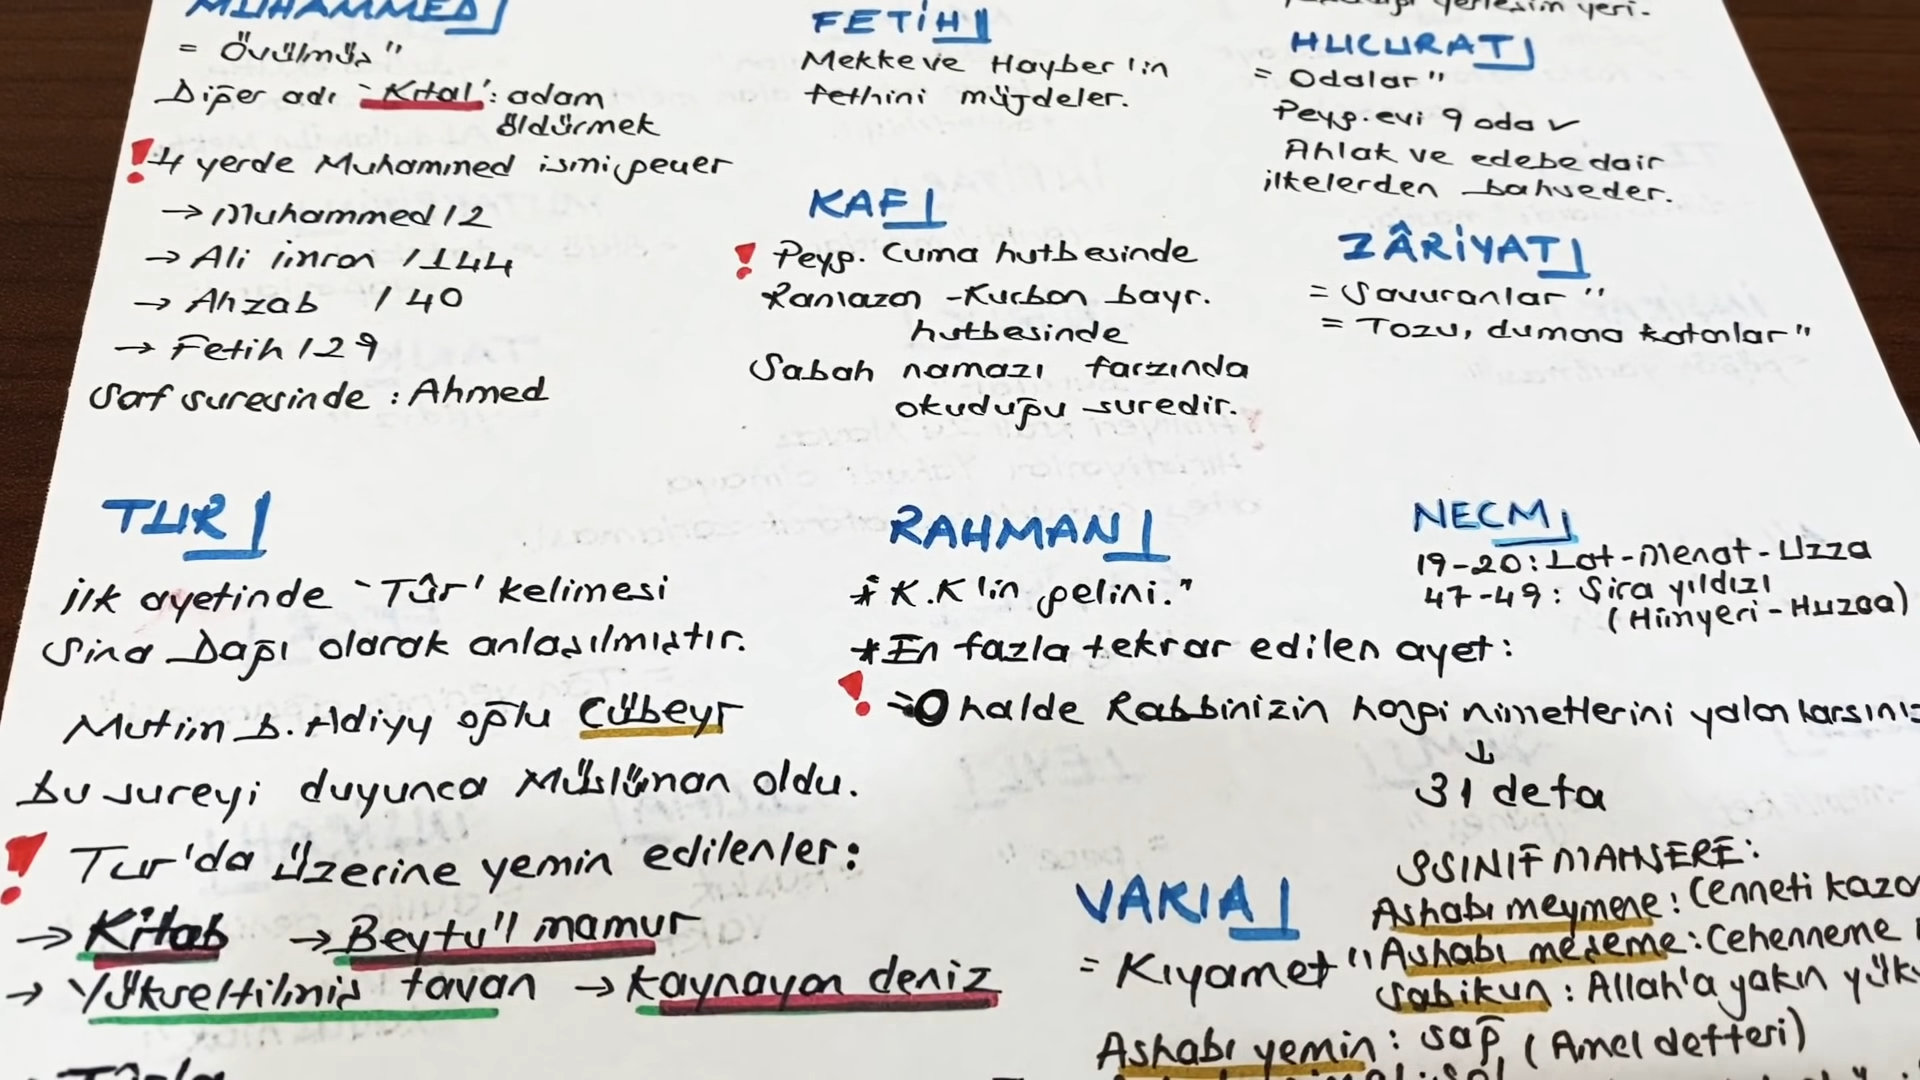 MUHAMMED
= Övülmüş"
Diğer adı "Kıtal": adam
öldürmek
! 4 yerde Muhammed ismi geçer
→ Muhammed/2
→ Ali imran /144
→ Ahzab /40
→ Fetih/29
Saf suresinde : Ahmed
FETİH
Mekke ve Hayber'in
fethini müjdeler.
KAF
! Peyg. Cuma hutbesinde
Ramazan - Kurban bayr.
hutbesinde
Sabah namazı farzında
okuduğu suredir.
yerleşim yeri.
HUCURAT
= Odalar"
Peyg. evi 9 oda ✓
Ahlak ve edebe dair
ilkelerden bahseder.
ZÂRİYAT
= Savuranlar"
= Tozu, dumana katanlar"
TUR
ilk ayetinde "Tûr" kelimesi
Sina Dağı olarak anlaşılmıştır.
Mutim b. Adiyy oğlu Cübeyr
bu sureyi duyunca Müslüman oldu.
! Tur'da üzerine yemin edilenler:
→ Kitab → Beytu'l mamur
→ Yükseltilmiş tavan → Kaynayan deniz
RAHMAN
* K.K'in gelini."
* En fazla tekrar edilen ayet:
! ⇒ O halde Rabbinizin hangi nimetlerini yalanlarsınız
↓
31 defa
NECM
19-20: Lat-Menat-Uzza
47-49: Şira yıldızı
(Himyeri - Huzaa)
VAKIA
= Kıyamet"
SINIF MAHŞERE:
Ashabı meymene: Cenneti
Ashabı meşeme: Cehenneme
Sabikun : Allah'a yakın
Ashabı yemin : sağ (Amel defteri)